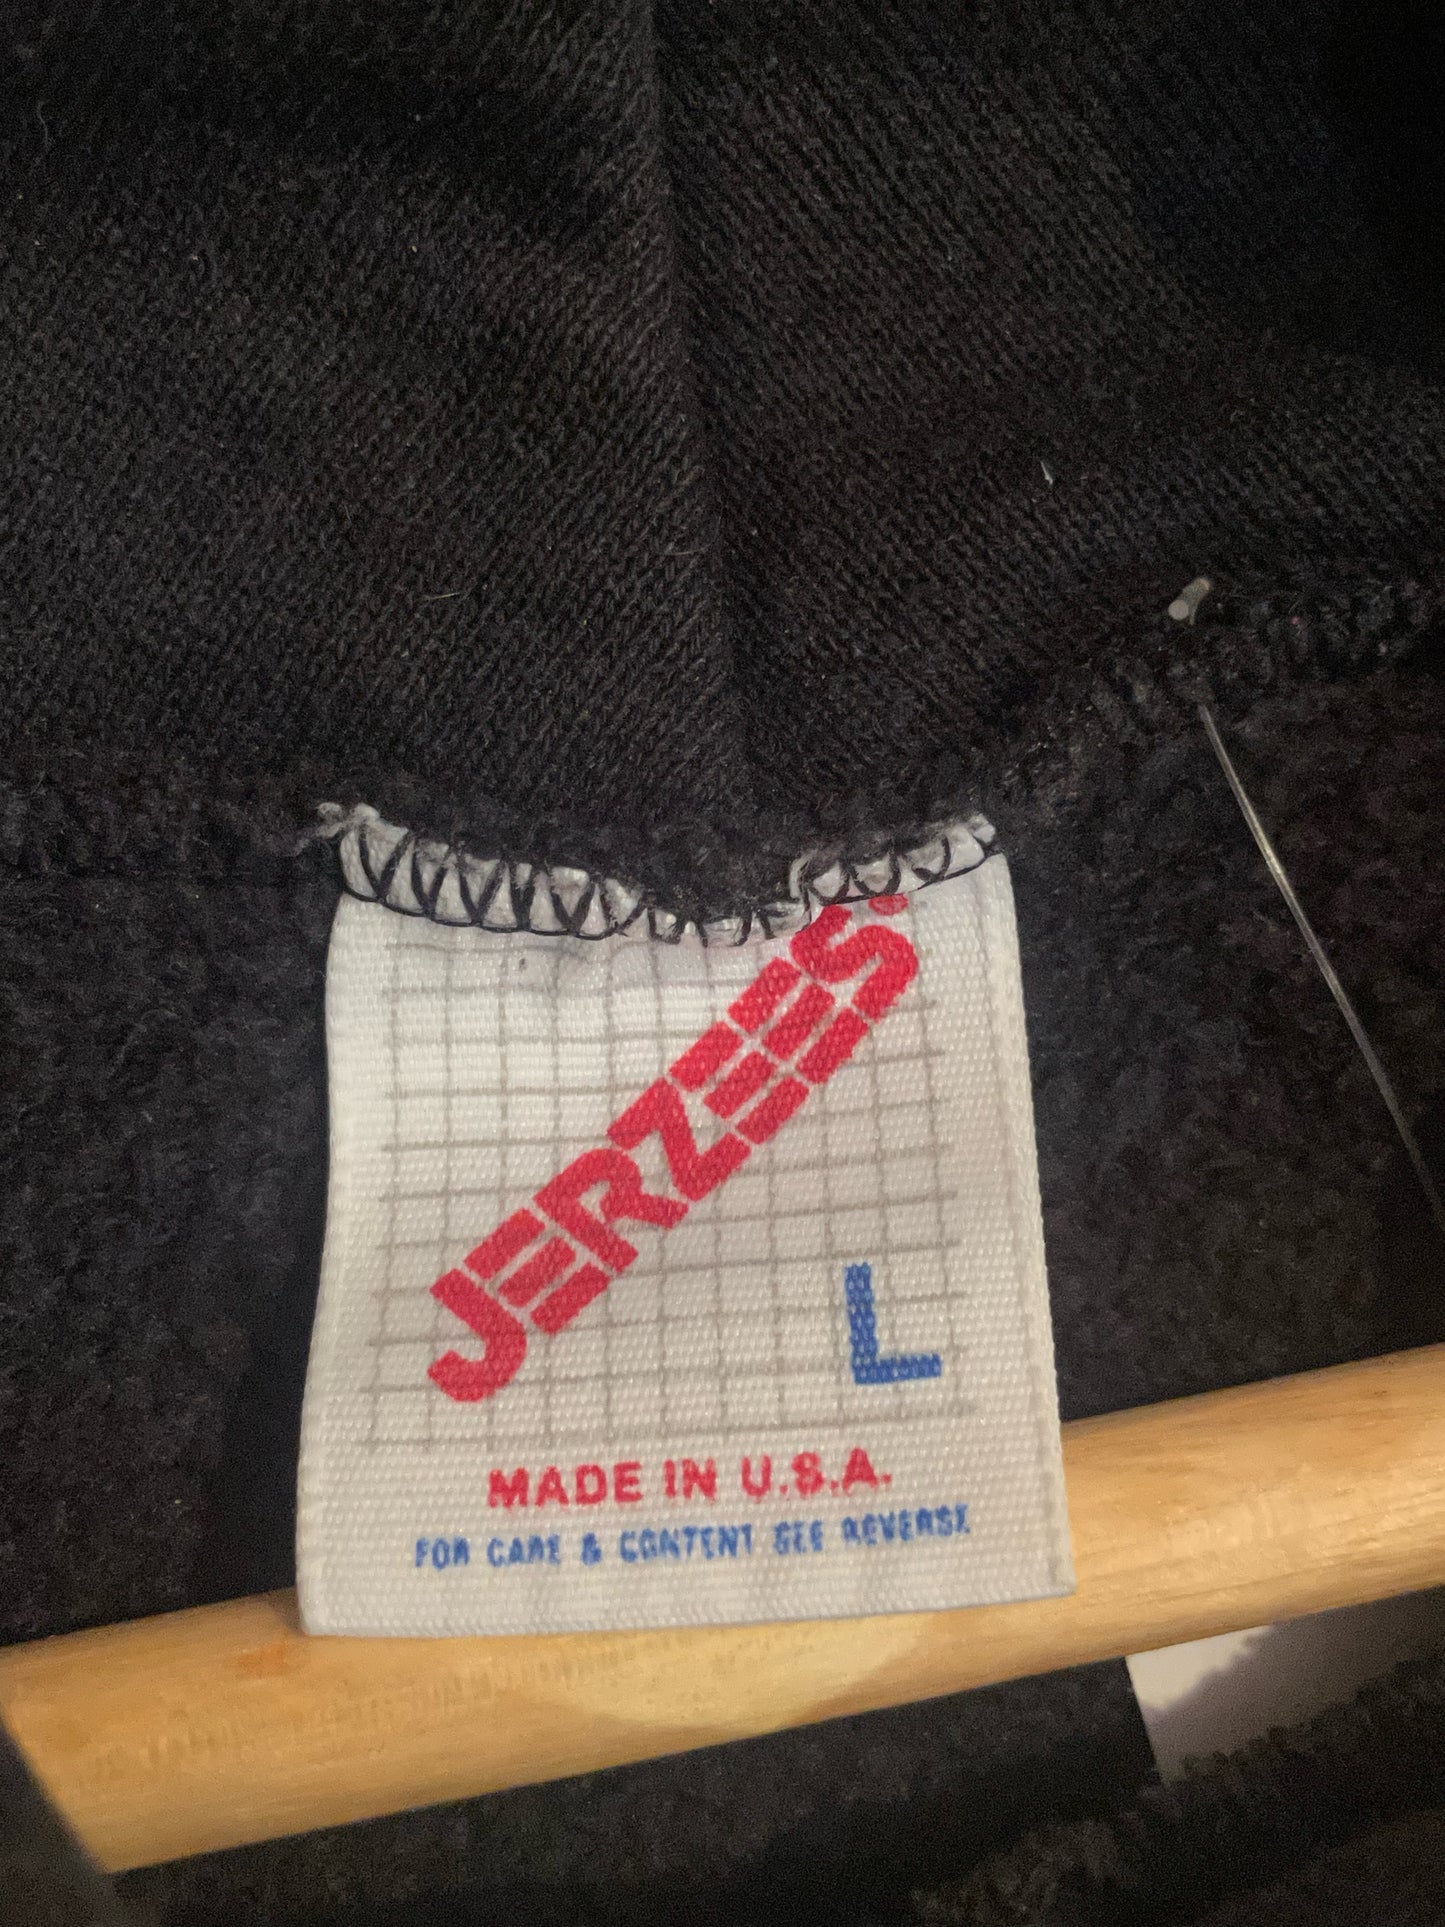 JERZEES.
L
MADE IN U.S.A.
FOR CARE & CONTENT SEE REVERSE